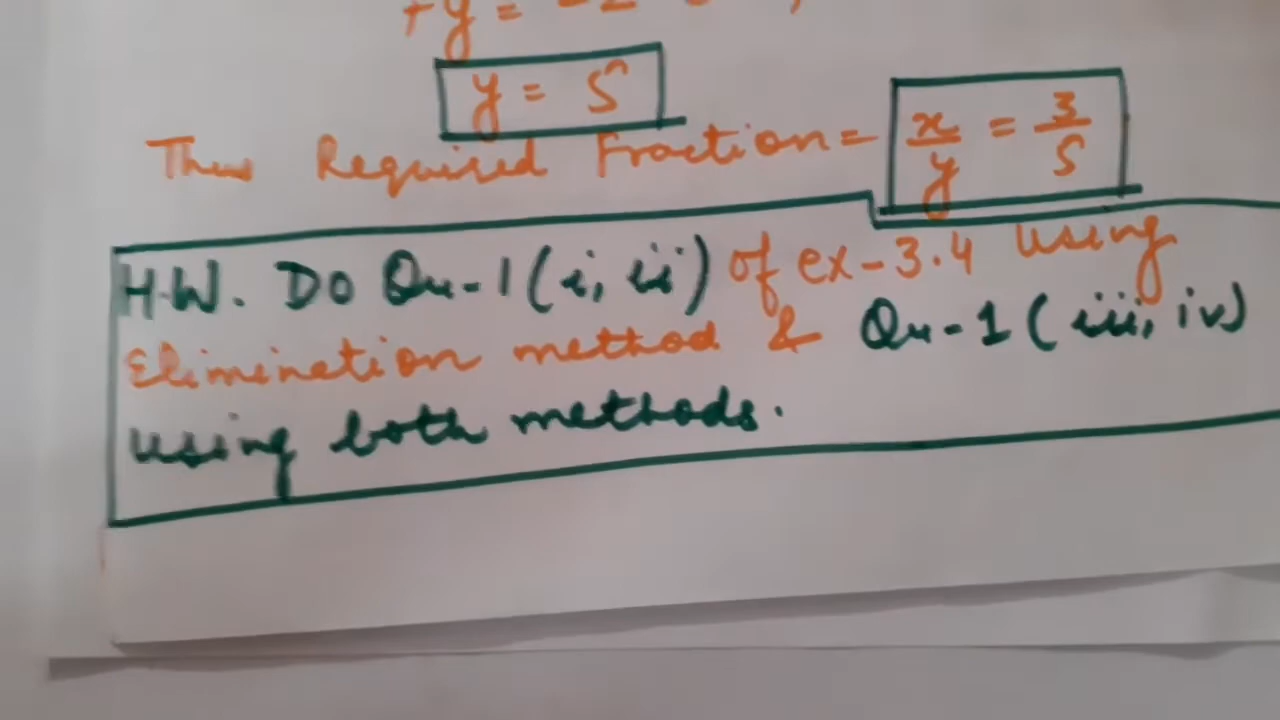 y = 5
Thus Required Fraction = x/y = 3/5
H.W. Do Qu-1(i, ii) of ex-3.4 using
Elimination method & Qu-1(iii, iv)
using both methods.